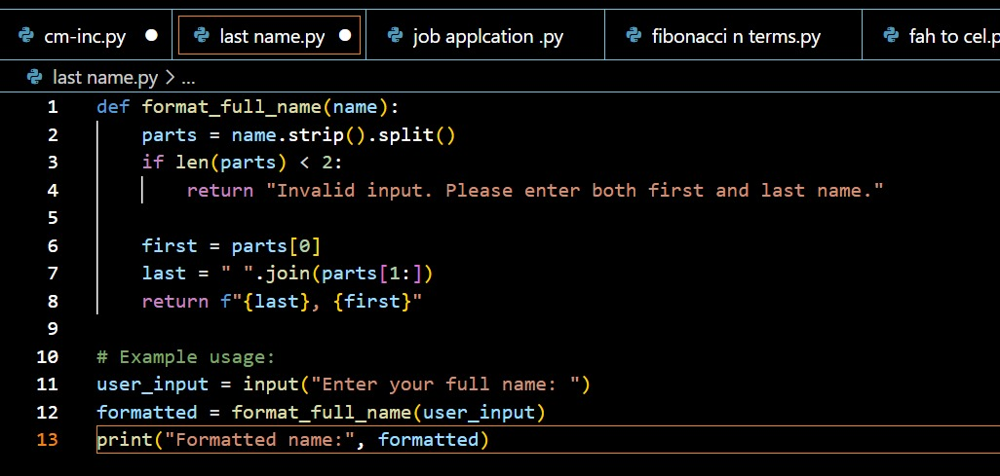 cm-inc.py last name.py job applcation .py fibonacci n terms.py fah to cel.p
last name.py > ...
1 def format_full_name(name):
2     parts = name.strip().split()
3     if len(parts) < 2:
4         return "Invalid input. Please enter both first and last name."
5
6     first = parts[0]
7     last = " ".join(parts[1:])
8     return f"{last}, {first}"
9
10 # Example usage:
11 user_input = input("Enter your full name: ")
12 formatted = format_full_name(user_input)
13 print("Formatted name:", formatted)